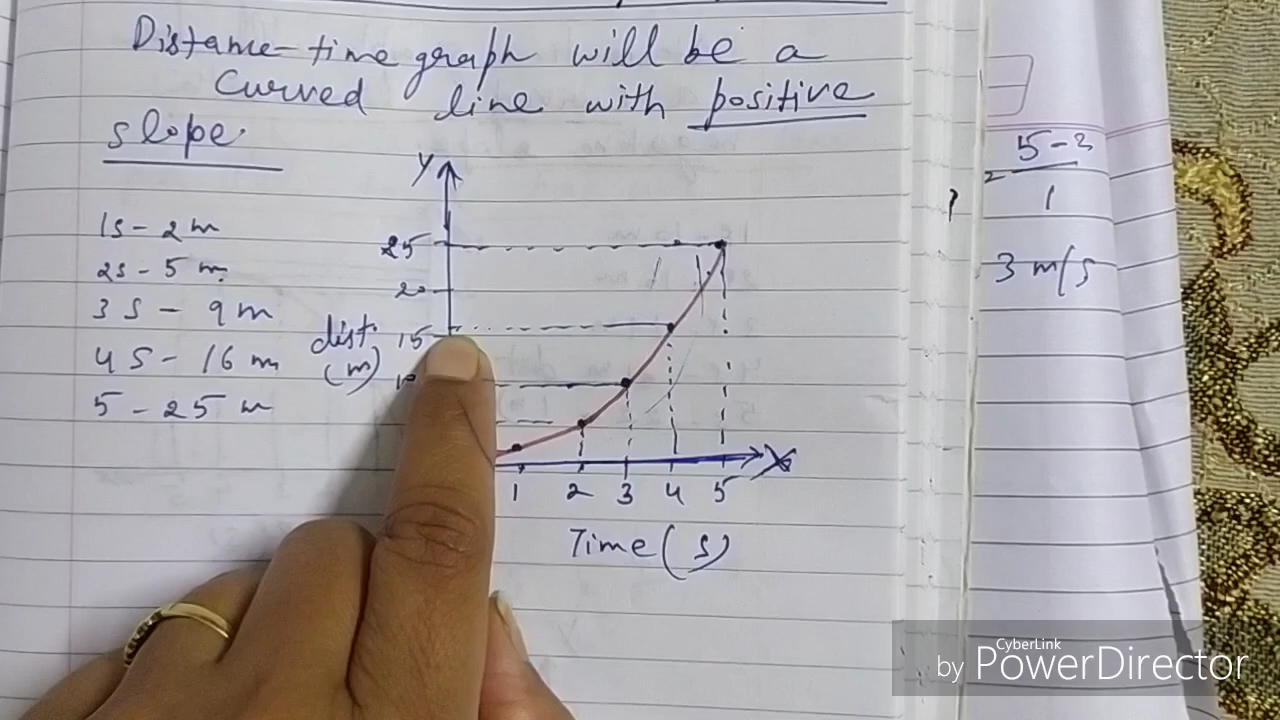 Distance-time graph will be a
Curved line with positive
slope
1s - 2 m
2s - 5 m
3 s - 9 m
4 s - 16 m
5 - 25 m
Y
25
20
15
dist.
(m)
1 2 3 4 5
X
Time (s)
5-3
1
3 m/s
CyberLink
by PowerDirector